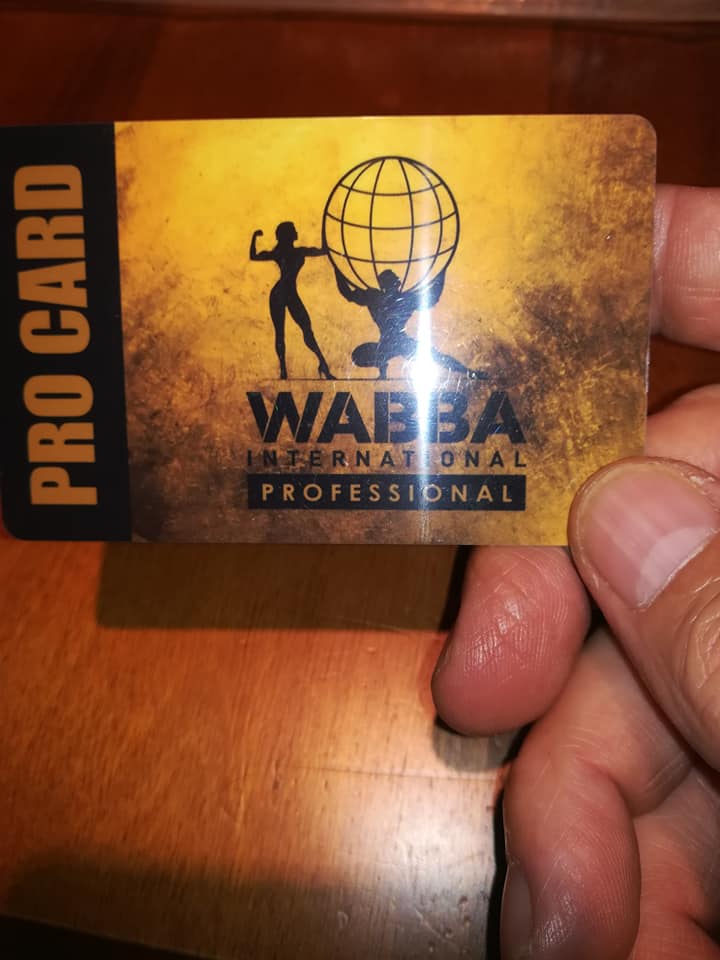 PRO CARD
WABBA
INTERNATIONAL
PROFESSIONAL